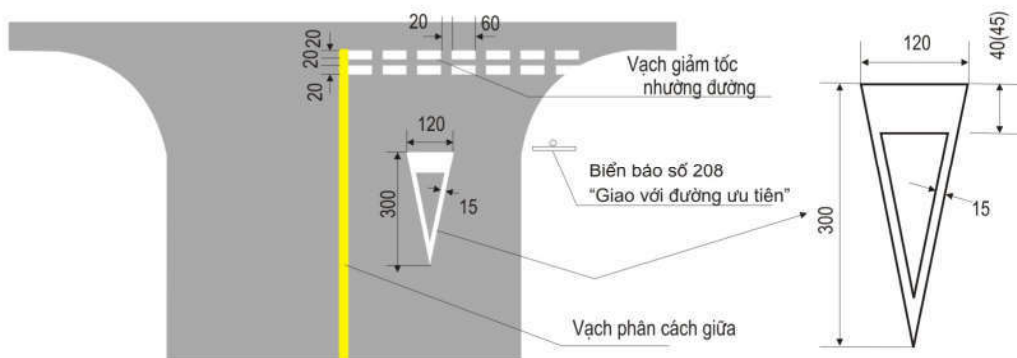 20
60
20
20
20
Vạch giảm tốc
nhường đường
120
300
15
Biển báo số 208
“Giao với đường ưu tiên”
Vạch phân cách giữa
120
40(45)
300
15